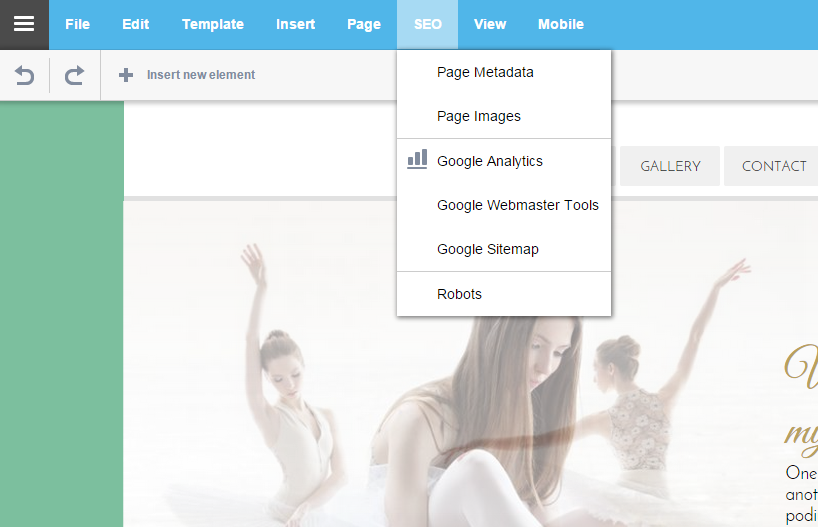 File Edit Template Insert Page SEO View Mobile
Insert new element
Page Metadata
Page Images
Google Analytics
Google Webmaster Tools
Google Sitemap
Robots
GALLERY CONTACT
my
One
anot
podi